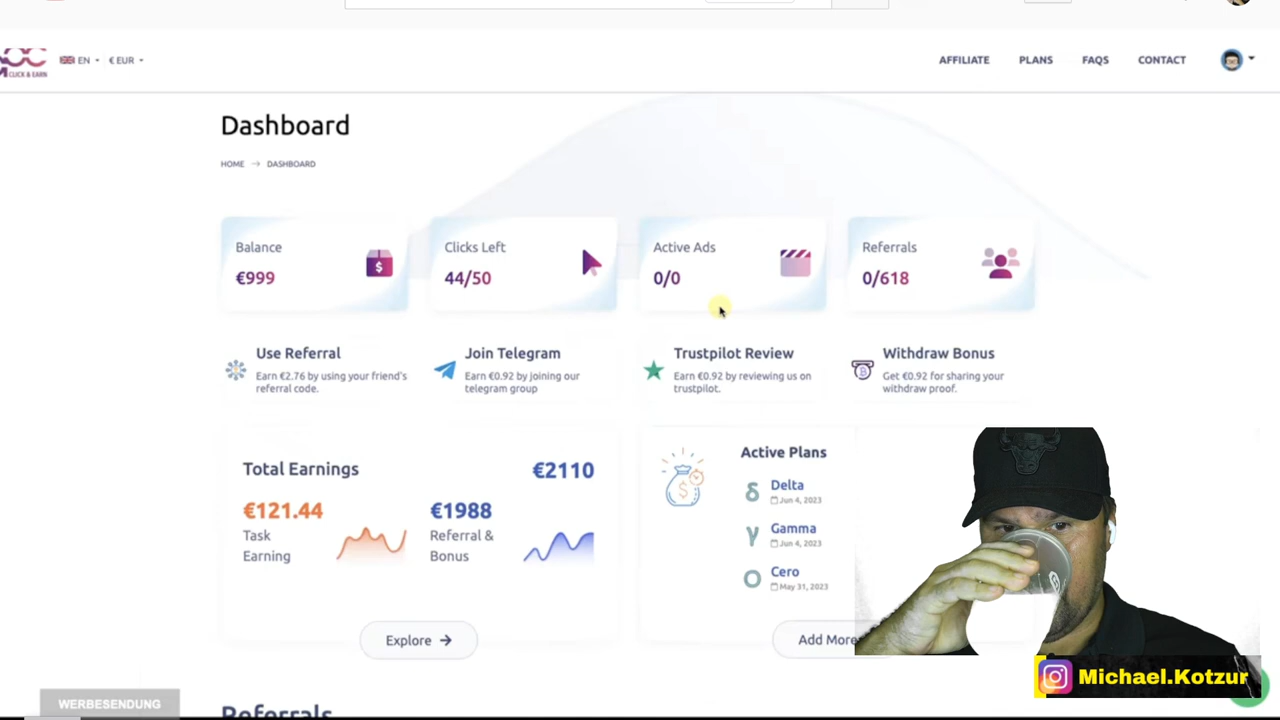 CLICK & EARN
EN
€ EUR
AFFILIATE
PLANS
FAQS
CONTACT
Dashboard
HOME → DASHBOARD
Balance
€999
Clicks Left
44/50
Active Ads
0/0
Referrals
0/618
Use Referral
Earn €2.76 by using your friend's
referral code.
Join Telegram
Earn €0.92 by joining our
telegram group
Trustpilot Review
Earn €0.92 by reviewing us on
trustpilot.
Withdraw Bonus
Get €0.92 for sharing your
withdraw proof.
Total Earnings
€2110
€121.44
Task
Earning
€1988
Referral &
Bonus
Explore →
Active Plans
δ Delta
Jun 4, 2023
γ Gamma
Jun 4, 2023
Cero
May 31, 2023
Add More
Michael.Kotzur
WERBESENDUNG
Referrals